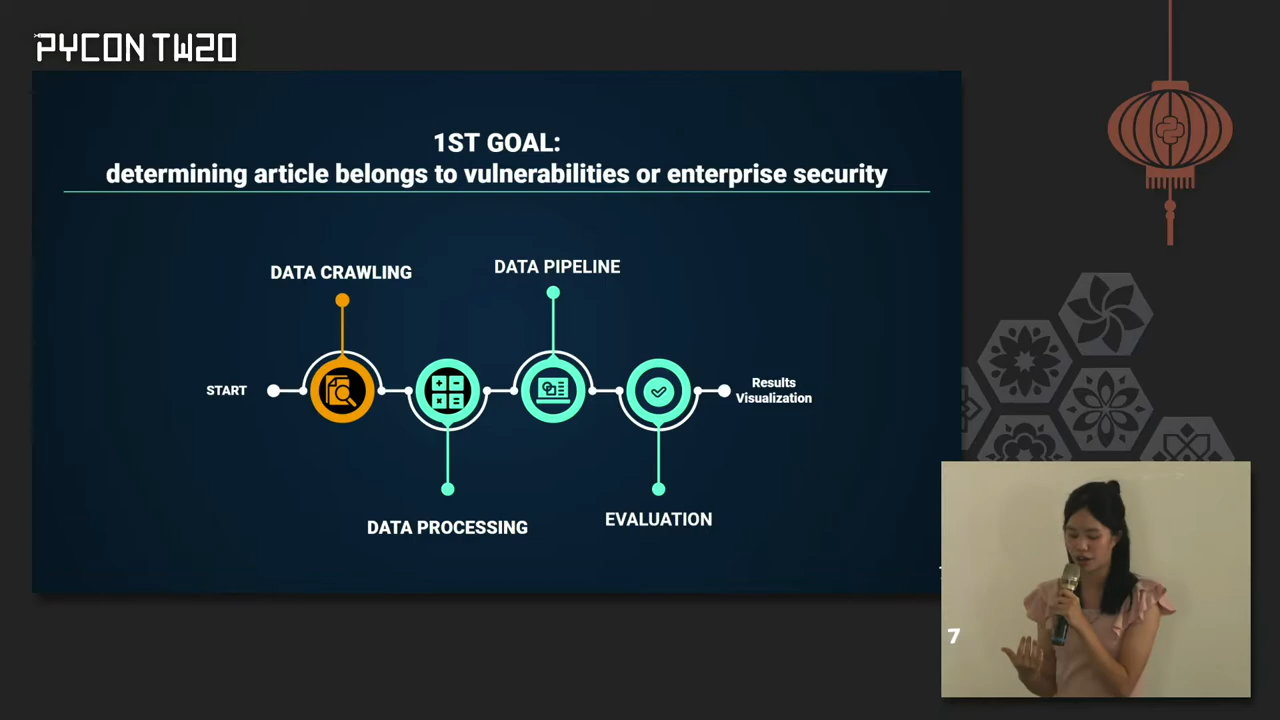 PYCON TW20
1ST GOAL:
determining article belongs to vulnerabilities or enterprise security
DATA CRAWLING
DATA PIPELINE
START
Results
Visualization
DATA PROCESSING
EVALUATION
7